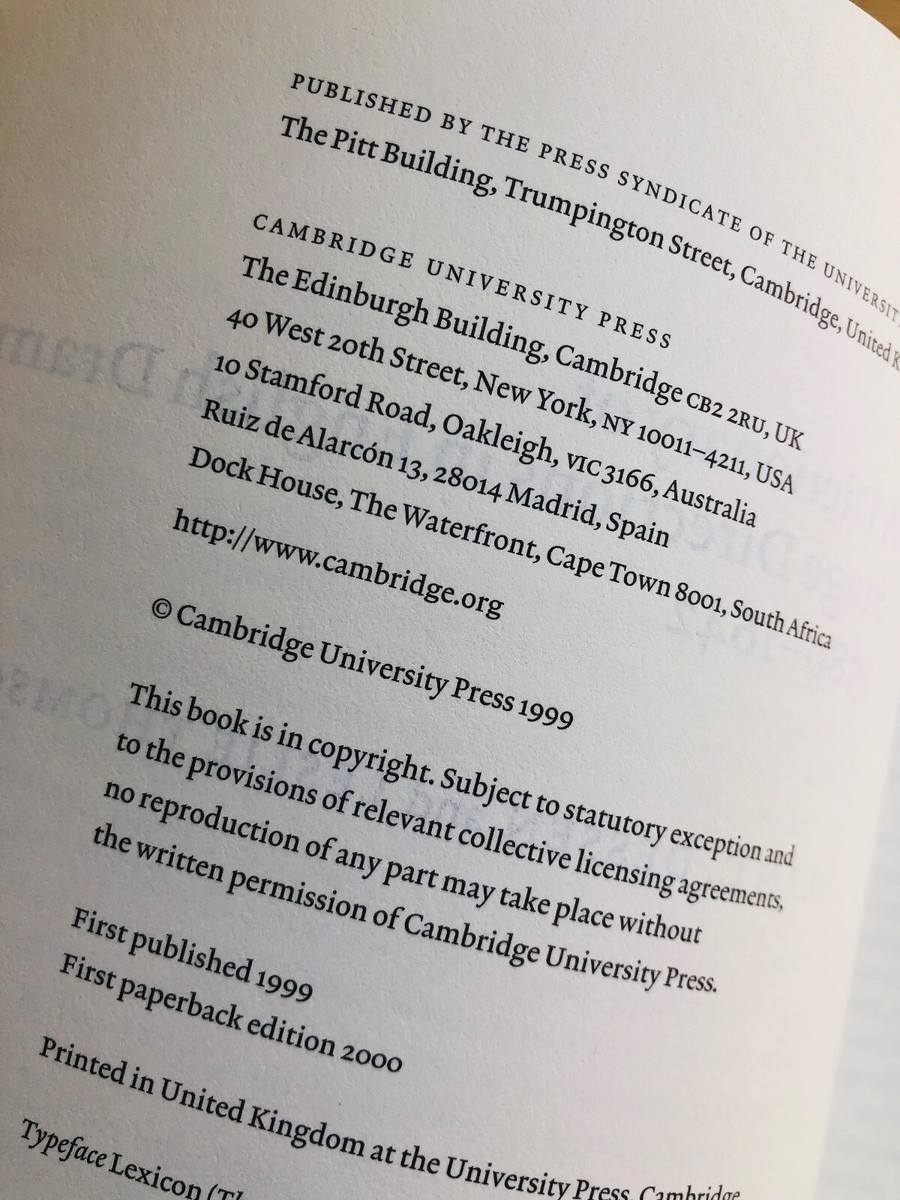 PUBLISHED BY THE PRESS SYNDICATE OF THE
The Pitt Building, Trumpington Street, Cambridge, United
CAMBRIDGE UNIVERSITY PRESS
The Edinburgh Building, Cambridge CB2 2RU, UK
40 West 20th Street, New York, NY 10011–4211, USA
10 Stamford Road, Oakleigh, VIC 3166, Australia
Ruiz de Alarcón 13, 28014 Madrid, Spain
Dock House, The Waterfront, Cape Town 8001, South Africa
http://www.cambridge.org
© Cambridge University Press 1999
This book is in copyright. Subject to statutory exception and
to the provisions of relevant collective licensing agreements,
no reproduction of any part may take place without
the written permission of Cambridge University Press.
First published 1999
First paperback edition 2000
Printed in United Kingdom at the University Press, Cambridge
Typeface Lexicon